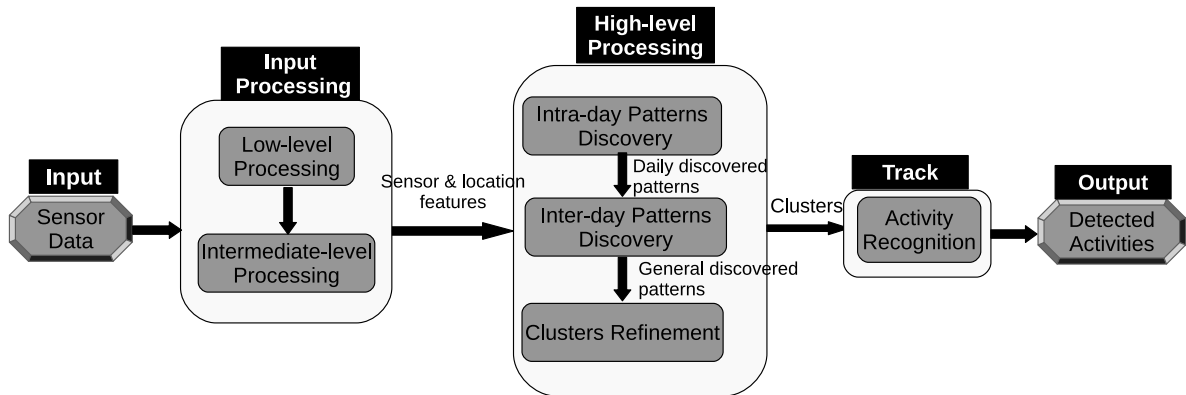 Input
Sensor
Data
Input
Processing
Low-level
Processing
Intermediate-level
Processing
Sensor & location
features
High-level
Processing
Intra-day Patterns
Discovery
Daily discovered
patterns
Inter-day Patterns
Discovery
General discovered
patterns
Clusters Refinement
Clusters
Track
Activity
Recognition
Output
Detected
Activities